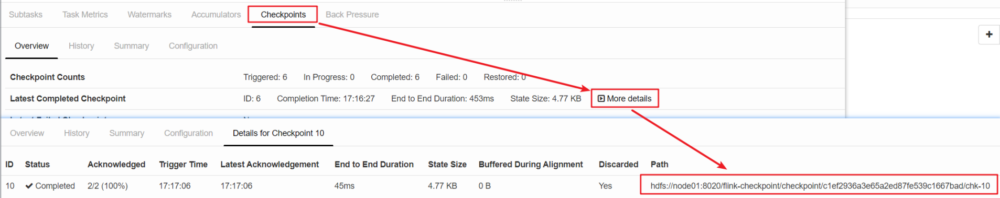 Subtasks Task Metrics Watermarks Accumulators Checkpoints Back Pressure
Overview History Summary Configuration
Checkpoint Counts Triggered: 6 In Progress: 0 Completed: 6 Failed: 0 Restored: 0
Latest Completed Checkpoint ID: 6 Completion Time: 17:16:27 End to End Duration: 453ms State Size: 4.77 KB More details
Overview History Summary Configuration Details for Checkpoint 10
ID Status Acknowledged Trigger Time Latest Acknowledgement End to End Duration State Size Buffered During Alignment Discarded Path
10 Completed 2/2 (100%) 17:17:06 17:17:06 45ms 4.77 KB 0 B Yes hdfs://node01:8020/flink-checkpoint/checkpoint/c1ef2936a3e65a2ed87fe539c1667bad/chk-10